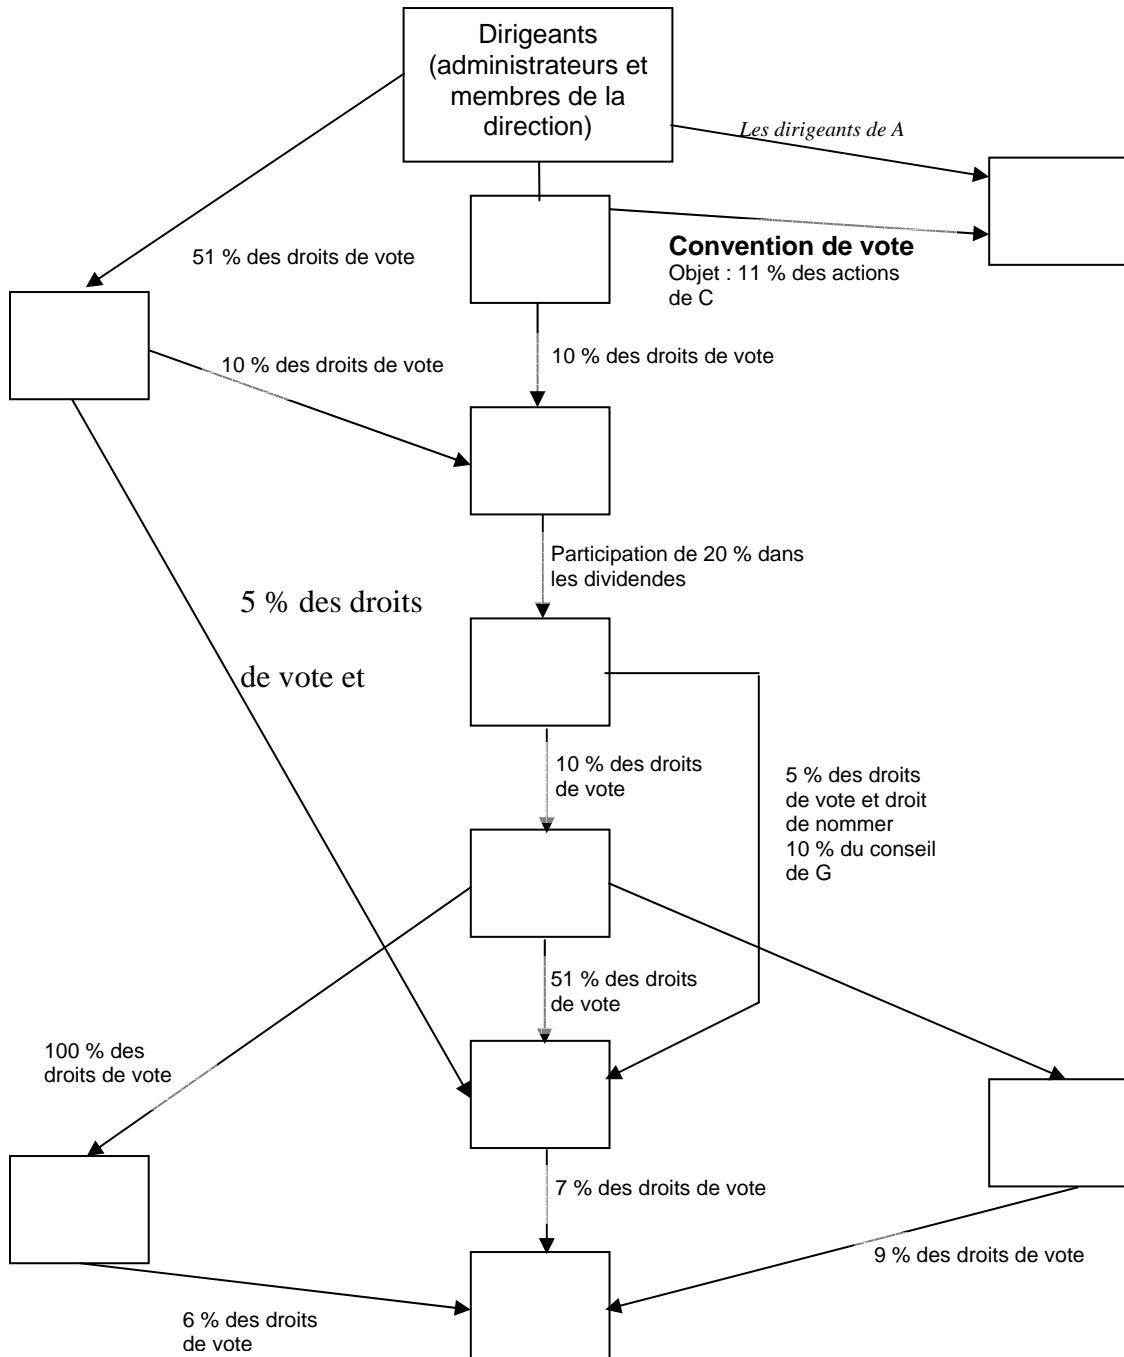 Dirigeants
(administrateurs et
membres de la
direction)
Les dirigeants de A
51 % des droits de vote
Convention de vote
Objet : 11 % des actions
de C
10 % des droits de vote
10 % des droits de vote
Participation de 20 % dans
les dividendes
5 % des droits
de vote et
10 % des droits
de vote
5 % des droits
de vote et droit
de nommer
10 % du conseil
de G
51 % des droits
de vote
100 % des
droits de vote
7 % des droits de vote
9 % des droits de vote
6 % des droits
de vote